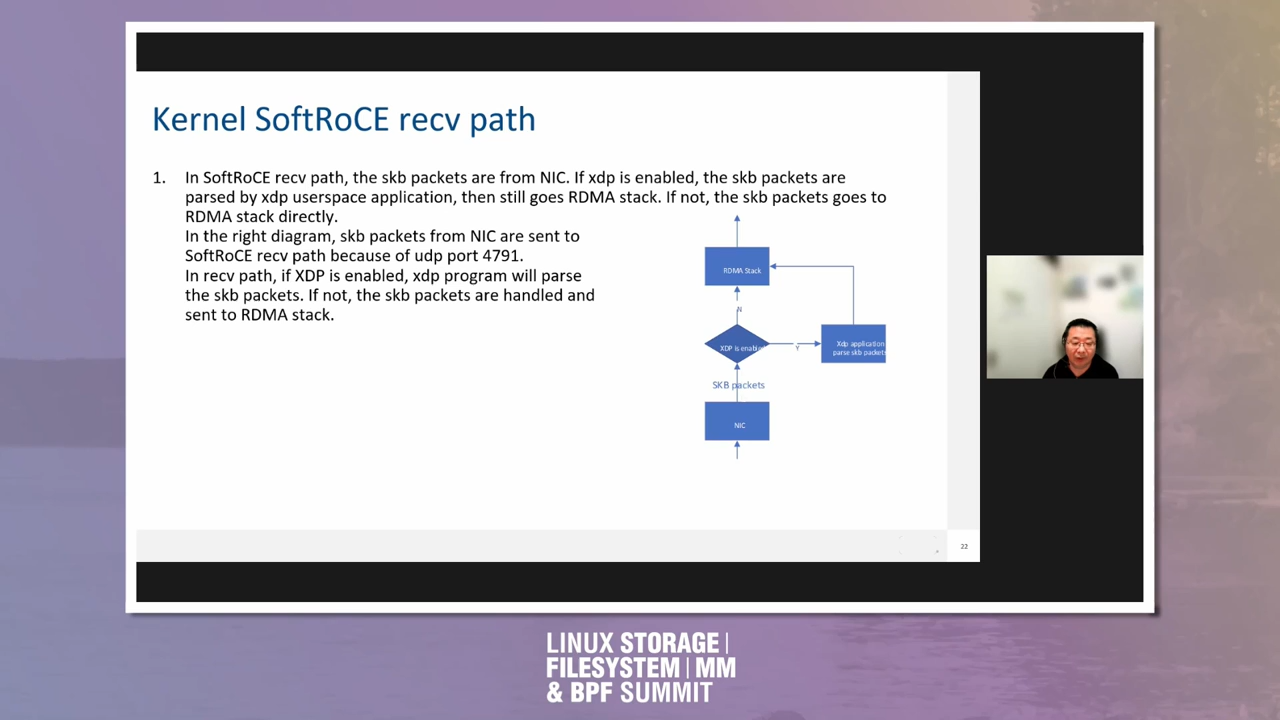 Kernel SoftRoCE recv path
1. In SoftRoCE recv path, the skb packets are from NIC. If xdp is enabled, the skb packets are
parsed by xdp userspace application, then still goes RDMA stack. If not, the skb packets goes to
RDMA stack directly.
In the right diagram, skb packets from NIC are sent to
SoftRoCE recv path because of udp port 4791.
In recv path, if XDP is enabled, xdp program will parse
the skb packets. If not, the skb packets are handled and
sent to RDMA stack.
RDMA Stack
N
XDP is enable
Y
Xdp application
parse skb packets
SKB packets
NIC
22
LINUX STORAGE |
FILESYSTEM | MM
& BPF SUMMIT